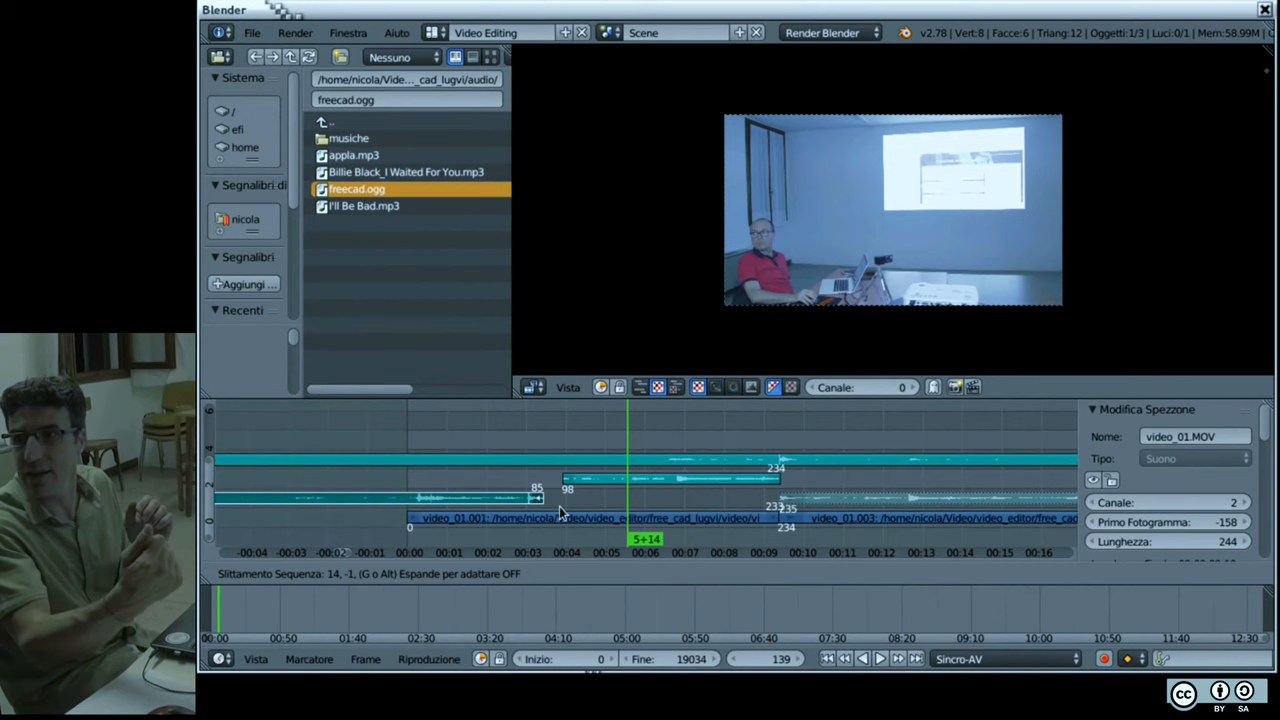 Blender
File Render Finestra Aiuto Video Editing Scene Render Blender v2.78 | Vert:8 | Facce:6 | Triang:12 | Oggetti:1/3 | Luci:0/1 | Mem:58.99M |
Nessuno
Sistema
/home/nicola/Vide..._cad_lugvi/audio/
freecad.ogg
/
efi
home
..
musiche
appla.mp3
Billie Black_I Waited For You.mp3
freecad.ogg
I'll Be Bad.mp3
Segnalibri di
nicola
Segnalibri
Aggiungi ...
Recenti
Vista Canale: 0
Modifica Spezzone
Nome: video_01.MOV
Tipo: Suono
Canale: 2
Primo Fotogramma: -158
Lunghezza: 244
6
4
2
0
234
85 98
233 235
video_01.001: /home/nicola/Video/video_editor/free_cad_lugvi/video/vi video_01.003: /home/nicola/Video/video_editor/free_cad
0 234
5+14
-00:04 -00:03 -00:02 -00:01 00:00 00:01 00:02 00:03 00:04 00:05 00:06 00:07 00:08 00:09 00:10 00:11 00:12 00:13 00:14 00:15 00:16
Slittamento Sequenza: 14, -1, (G o Alt) Espande per adattare OFF
00:00 00:50 01:40 02:30 03:20 04:10 05:00 05:50 06:40 07:30 08:20 09:10 10:00 10:50 11:40 12:30
Vista Marcatore Frame Riproduzione Inizio: 0 Fine: 19034 139 Sincro-AV
cc
BY SA